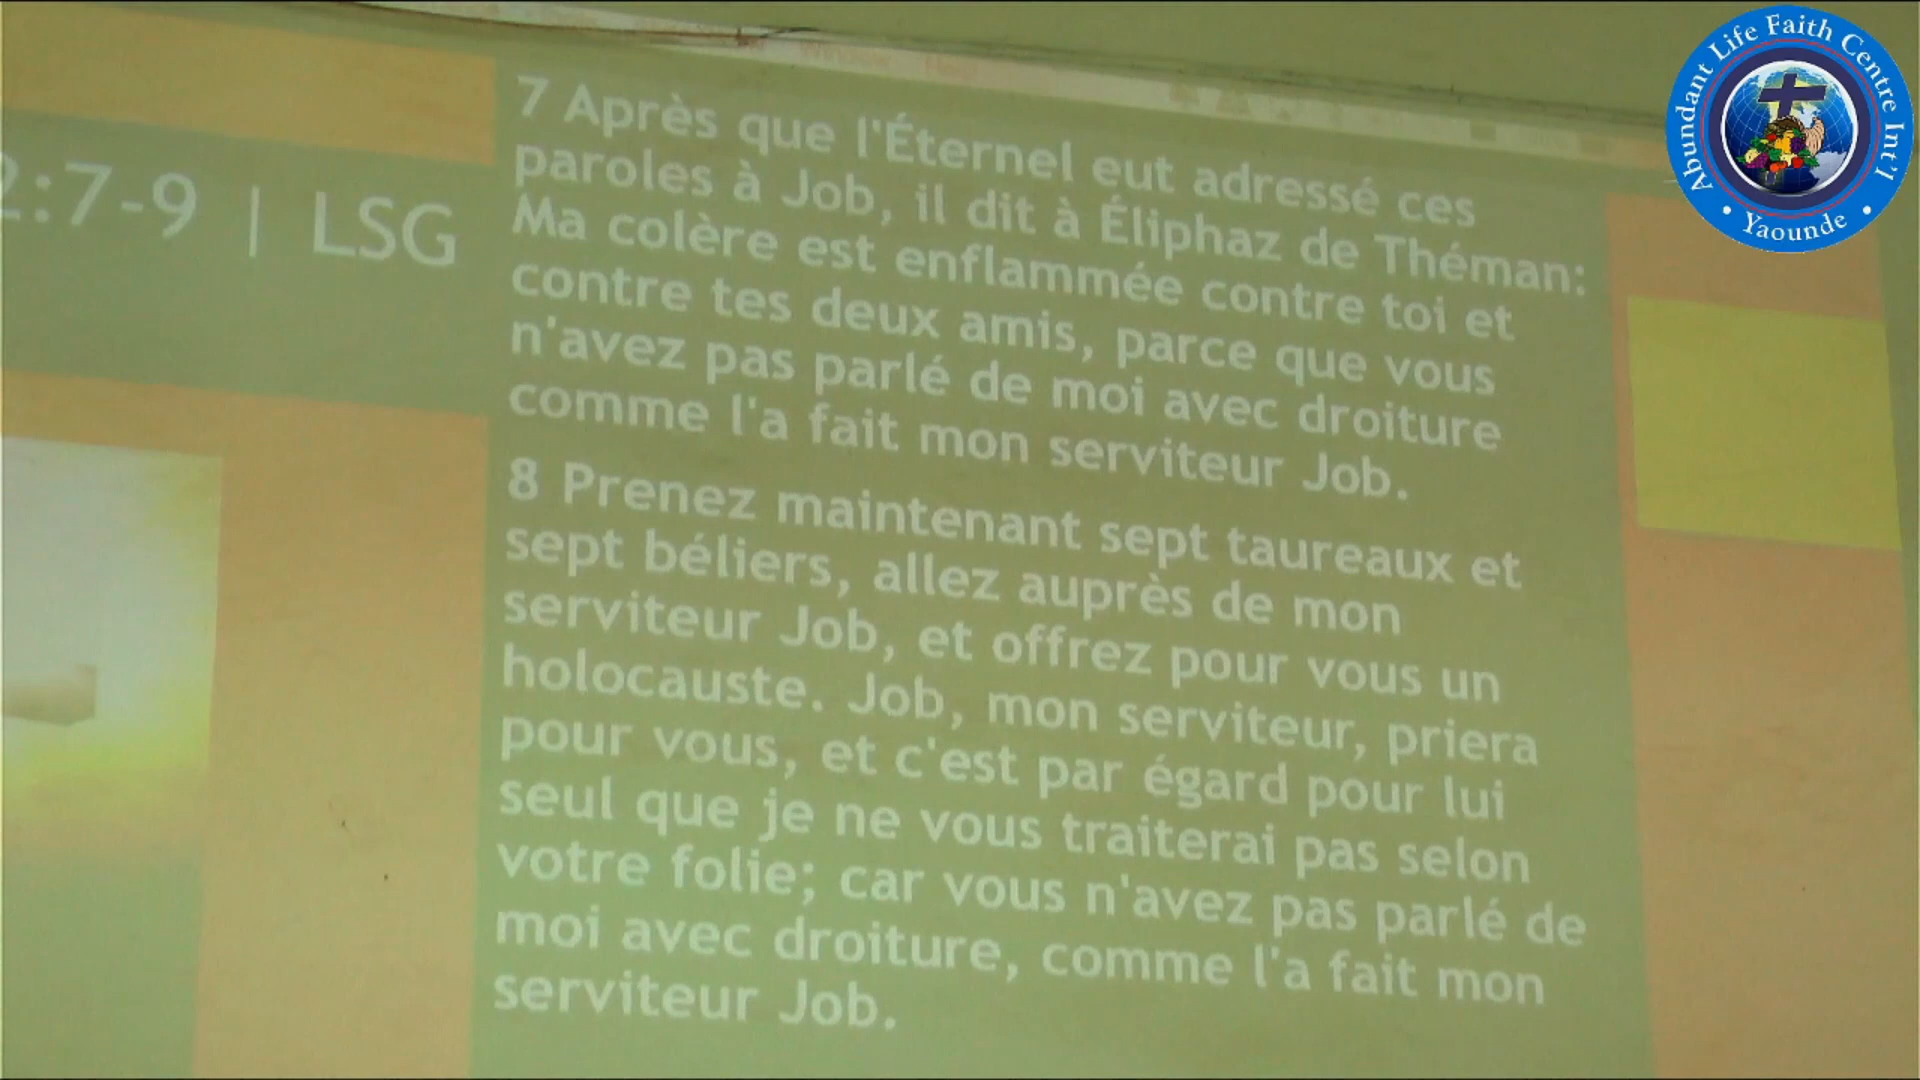 2:7-9 | LSG
7 Après que l'Éternel eut adressé ces
paroles à Job, il dit à Éliphaz de Théman:
Ma colère est enflammée contre toi et
contre tes deux amis, parce que vous
n'avez pas parlé de moi avec droiture
comme l'a fait mon serviteur Job.
8 Prenez maintenant sept taureaux et
sept béliers, allez auprès de mon
serviteur Job, et offrez pour vous un
holocauste. Job, mon serviteur, priera
pour vous, et c'est par égard pour lui
seul que je ne vous traiterai pas selon
votre folie; car vous n'avez pas parlé de
moi avec droiture, comme l'a fait mon
serviteur Job.
Abundant Life Faith Centre Int'l
• Yaounde •